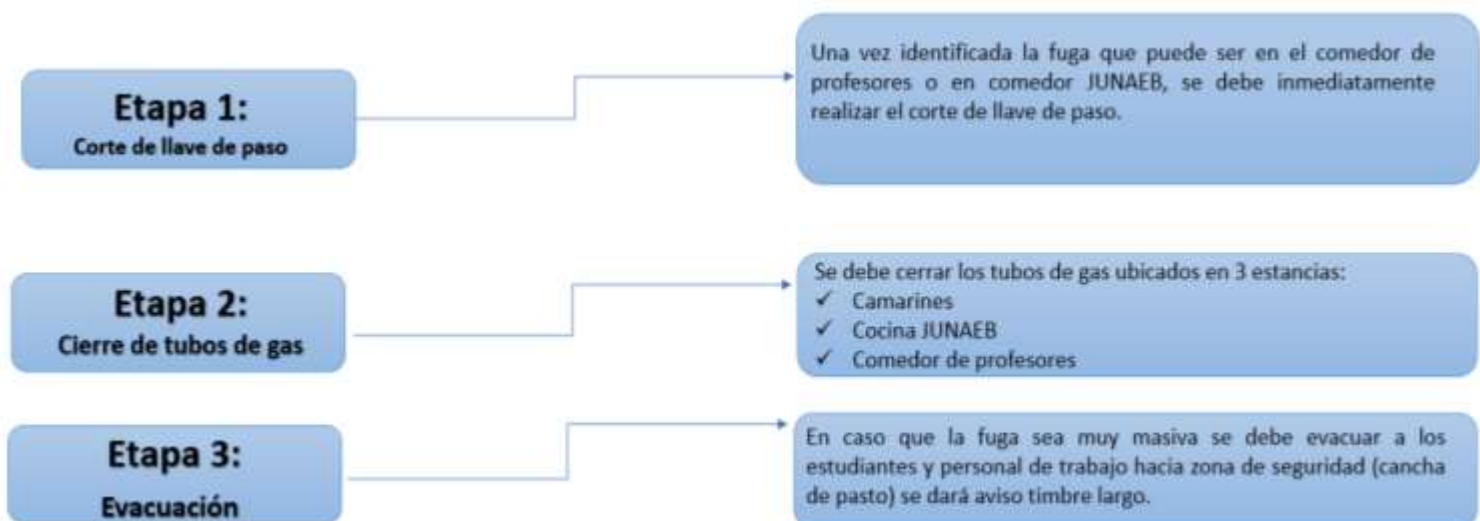 Etapa 1:
Corte de llave de paso
Una vez identificada la fuga que puede ser en el comedor de
profesores o en comedor JUNAEB, se debe inmediatamente
realizar el corte de llave de paso.
Etapa 2:
Cierre de tubos de gas
Se debe cerrar los tubos de gas ubicados en 3 estancias:
✓ Camarines
✓ Cocina JUNAEB
✓ Comedor de profesores
Etapa 3:
Evacuación
En caso que la fuga sea muy masiva se debe evacuar a los
estudiantes y personal de trabajo hacia zona de seguridad (cancha
de pasto) se dará aviso timbre largo.